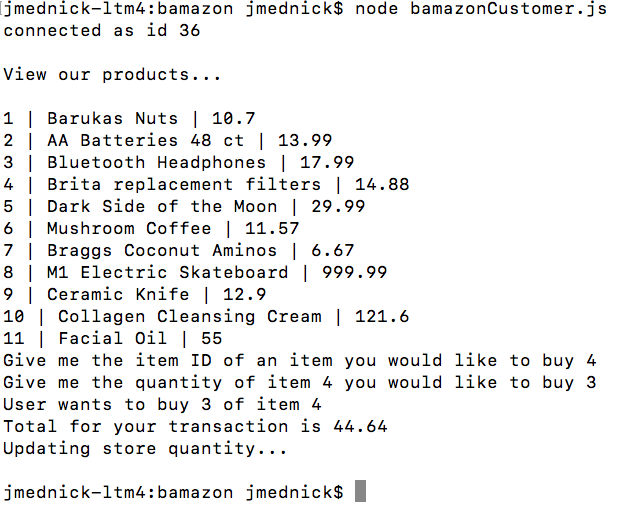 jmednick-ltm4:bamazon jmednick$ node bamazonCustomer.js
connected as id 36
View our products...
1 | Barukas Nuts | 10.7
2 | AA Batteries 48 ct | 13.99
3 | Bluetooth Headphones | 17.99
4 | Brita replacement filters | 14.88
5 | Dark Side of the Moon | 29.99
6 | Mushroom Coffee | 11.57
7 | Braggs Coconut Aminos | 6.67
8 | M1 Electric Skateboard | 999.99
9 | Ceramic Knife | 12.9
10 | Collagen Cleansing Cream | 121.6
11 | Facial Oil | 55
Give me the item ID of an item you would like to buy 4
Give me the quantity of item 4 you would like to buy 3
User wants to buy 3 of item 4
Total for your transaction is 44.64
Updating store quantity...
jmednick-ltm4:bamazon jmednick$